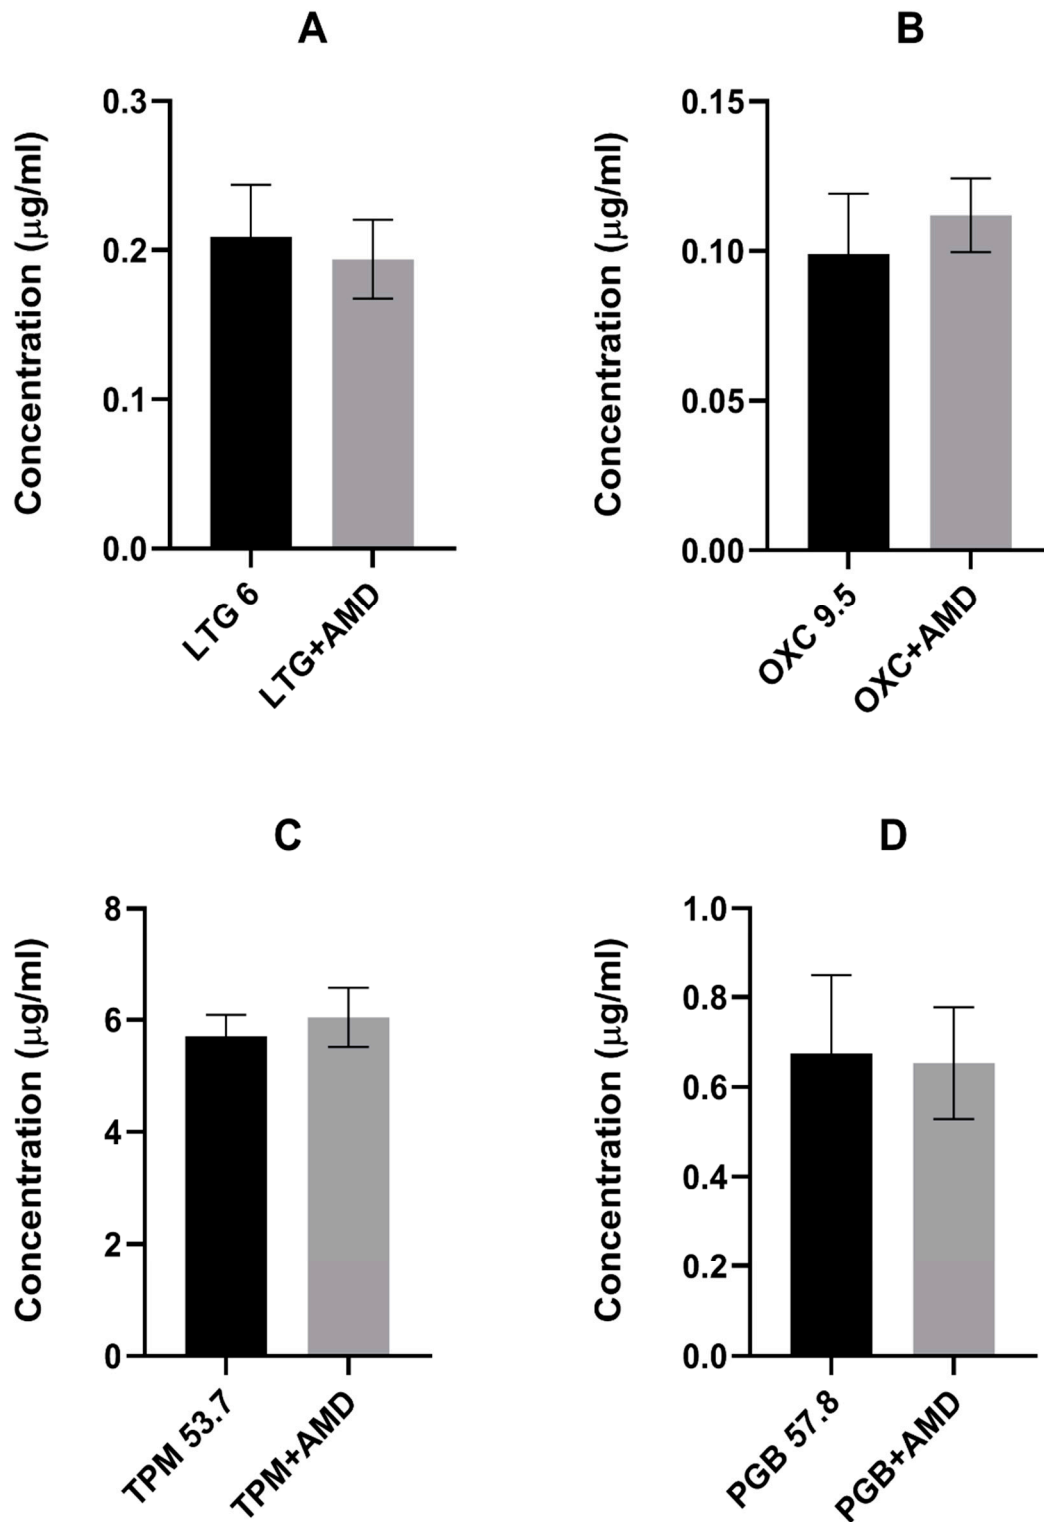 A
Concentration (μg/ml)
0.3
0.2
0.1
0.0
LTG 6
LTG+AMD
B
Concentration (μg/ml)
0.15
0.10
0.05
0.00
OXC 9.5
OXC+AMD
C
Concentration (μg/ml)
8
6
4
2
0
TPM 53.7
TPM+AMD
D
Concentration (μg/ml)
1.0
0.8
0.6
0.4
0.2
0.0
PGB 57.8
PGB+AMD